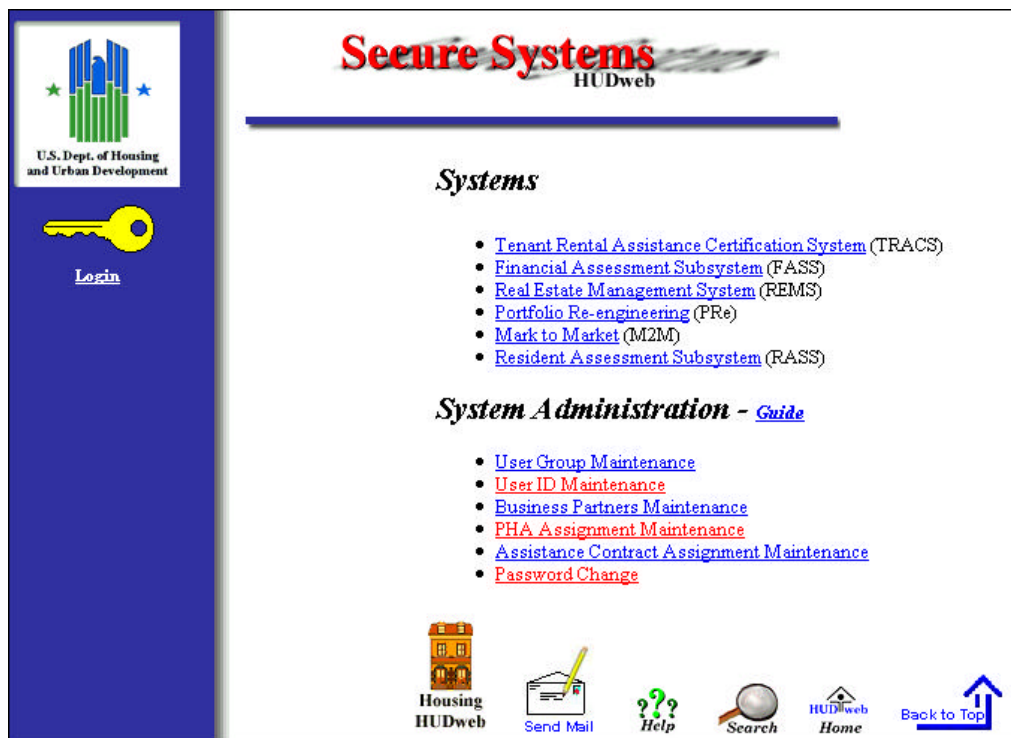 U.S. Dept. of Housing
and Urban Development
Login
Secure Systems
HUDweb
Systems
Tenant Rental Assistance Certification System (TRACS)
Financial Assessment Subsystem (FASS)
Real Estate Management System (REMS)
Portfolio Re-engineering (PRe)
Mark to Market (M2M)
Resident Assessment Subsystem (RASS)
System Administration - Guide
User Group Maintenance
User ID Maintenance
Business Partners Maintenance
PHA Assignment Maintenance
Assistance Contract Assignment Maintenance
Password Change
Housing
HUDweb
Send Mail
???
Help
Search
HUD web
Home
Back to Top